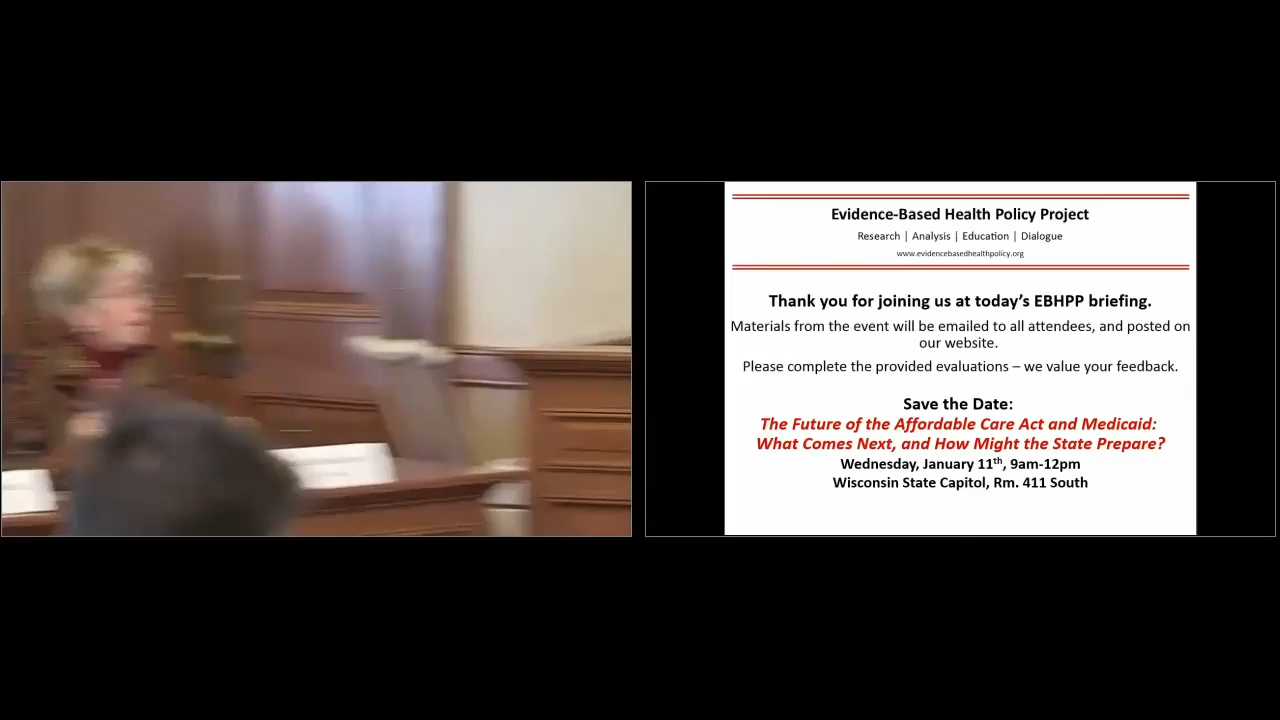 Evidence-Based Health Policy Project
Research | Analysis | Education | Dialogue
www.evidencebasedhealthpolicy.org
Thank you for joining us at today's EBHPP briefing.
Materials from the event will be emailed to all attendees, and posted on
our website.
Please complete the provided evaluations – we value your feedback.
Save the Date:
The Future of the Affordable Care Act and Medicaid:
What Comes Next, and How Might the State Prepare?
Wednesday, January 11th, 9am-12pm
Wisconsin State Capitol, Rm. 411 South